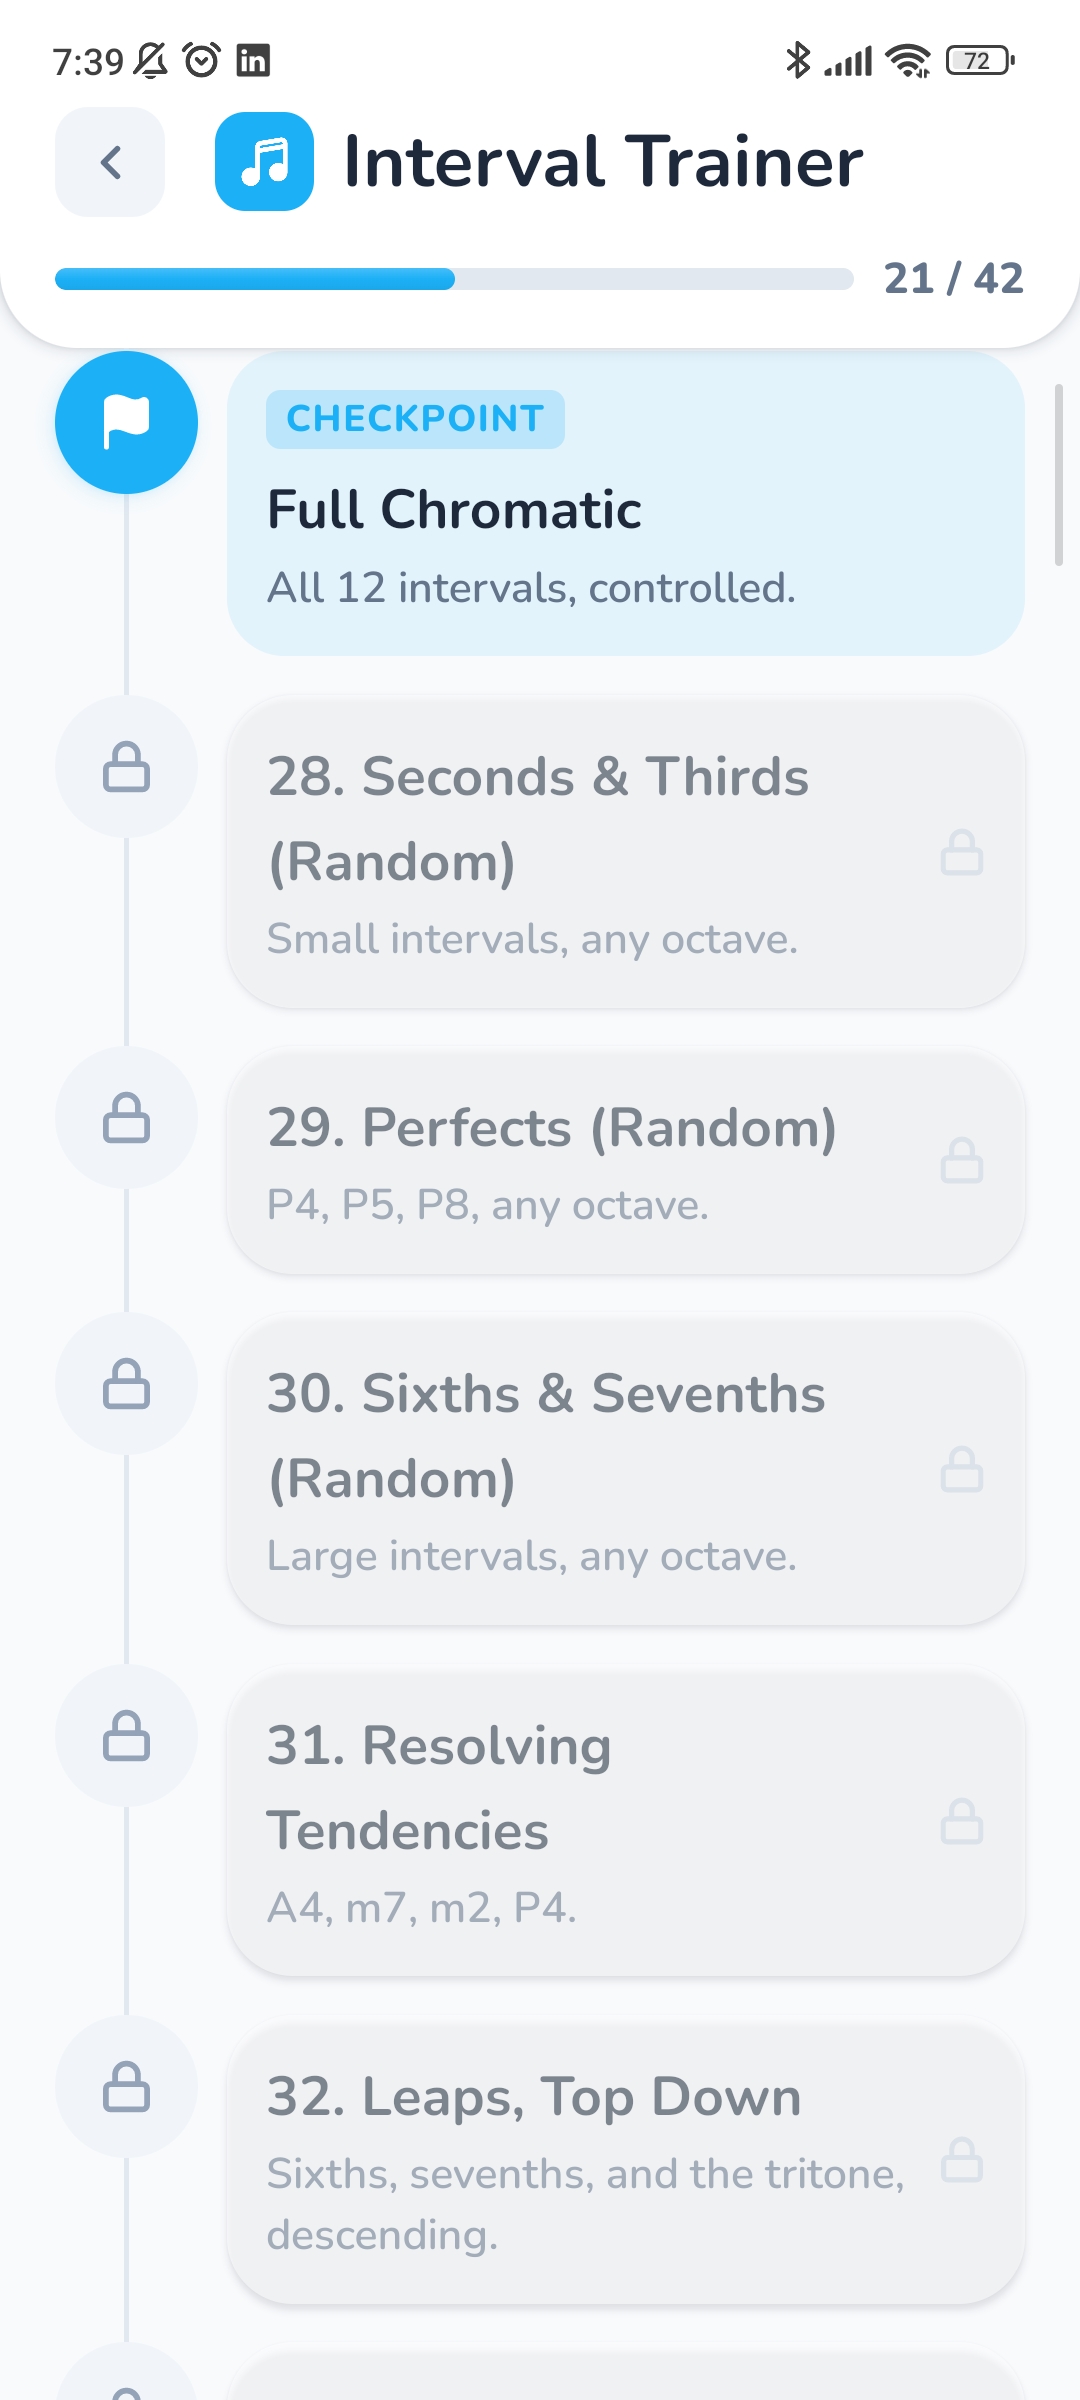 7:39
72
Interval Trainer
21 / 42
CHECKPOINT
Full Chromatic
All 12 intervals, controlled.
28. Seconds & Thirds
(Random)
Small intervals, any octave.
29. Perfects (Random)
P4, P5, P8, any octave.
30. Sixths & Sevenths
(Random)
Large intervals, any octave.
31. Resolving
Tendencies
A4, m7, m2, P4.
32. Leaps, Top Down
Sixths, sevenths, and the tritone,
descending.